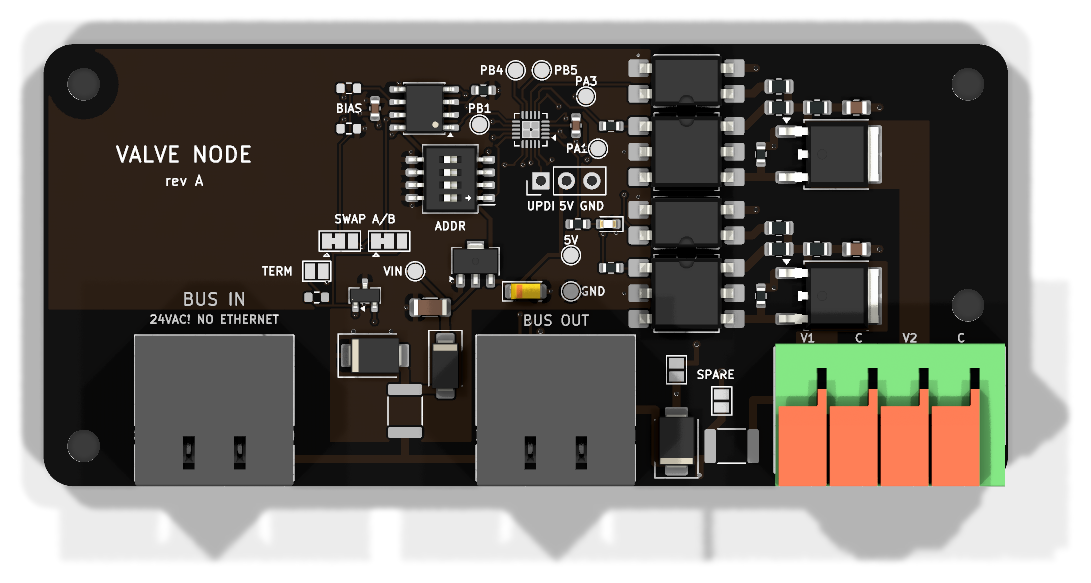 PB4
PB5
PA3
BIAS
PB1
PA1
VALVE NODE
rev A
UPDI 5V GND
SWAP A/B
ADDR
5V
TERM
VIN
GND
BUS IN
24VAC! NO ETHERNET
BUS OUT
V1 C V2 C
SPARE